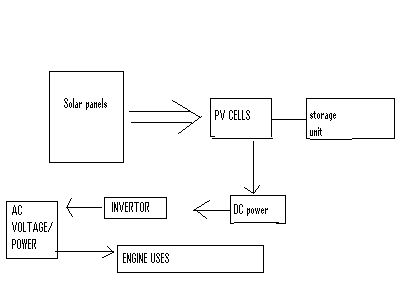 Solar panels
PV CELLS
storage
unit
DC power
INVERTOR
AC
VOLTAGE/
POWER
ENGINE USES